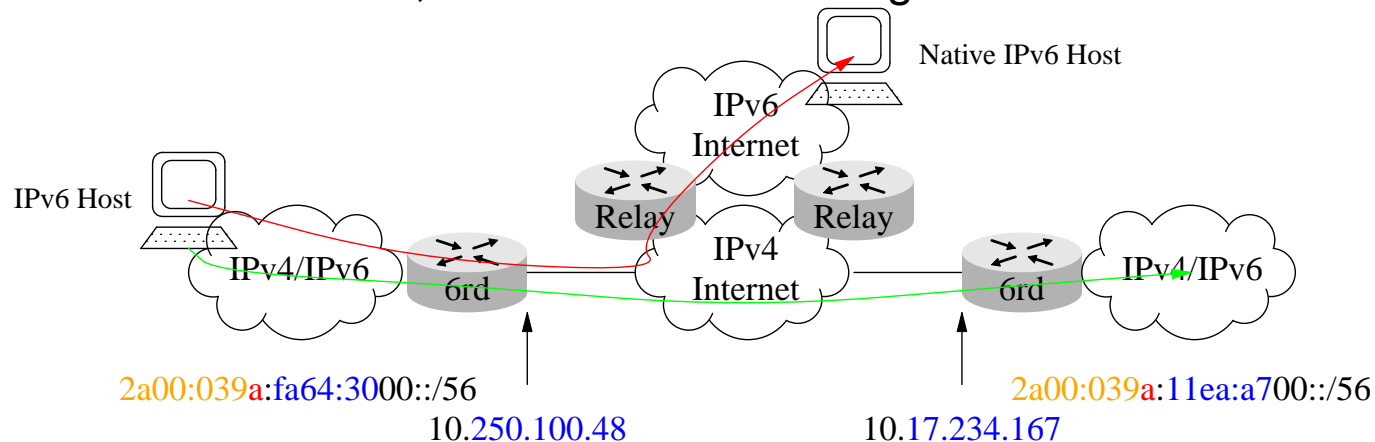 Native IPv6 Host
IPv6
Internet
IPv6 Host
Relay
Relay
IPv4/IPv6
6rd
IPv4
Internet
6rd
IPv4/IPv6
2a00:039a:fa64:3000::/56
2a00:039a:11ea:a700::/56
10.250.100.48
10.17.234.167